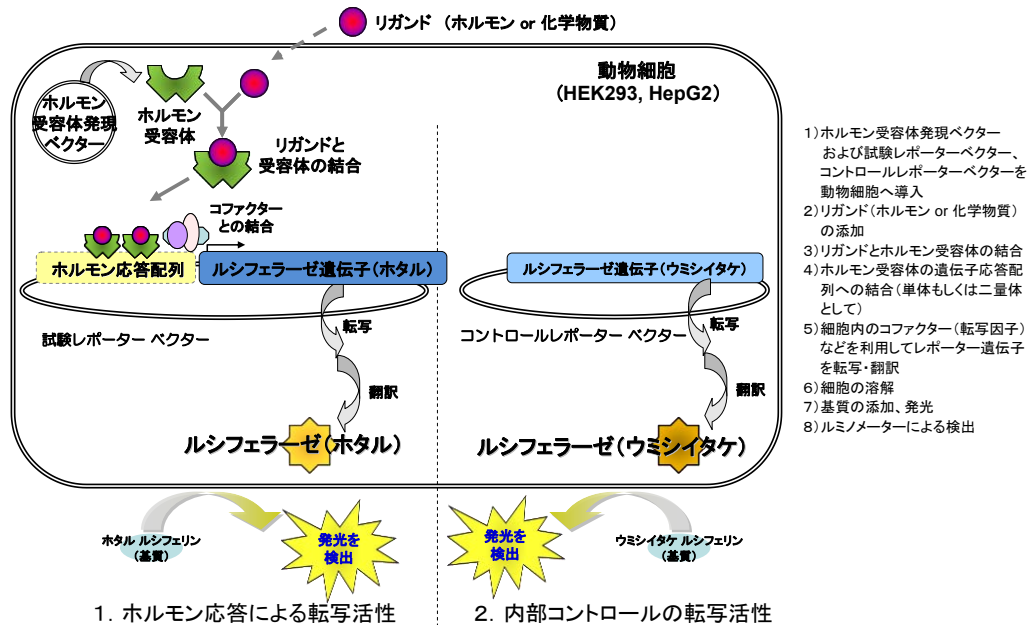 リガンド (ホルモン or 化学物質)
動物細胞
(HEK293, HepG2)
ホルモン
受容体発現
ベクター
ホルモン
受容体
リガンドと
受容体の結合
コファクター
との結合
ホルモン応答配列
ルシフェラーゼ遺伝子(ホタル)
試験レポーター ベクター
転写
翻訳
ルシフェラーゼ(ホタル)
ルシフェラーゼ遺伝子(ウミシイタケ)
コントロールレポーター ベクター
転写
翻訳
ルシフェラーゼ(ウミシイタケ)
ホタル ルシフェリン
(基質)
発光を
検出
発光を
検出
ウミシイタケ ルシフェリン
(基質)
1. ホルモン応答による転写活性
2. 内部コントロールの転写活性
1)ホルモン受容体発現ベクター
および試験レポーターベクター、
コントロールレポーターベクターを
動物細胞へ導入
2)リガンド(ホルモン or 化学物質)
の添加
3)リガンドとホルモン受容体の結合
4)ホルモン受容体の遺伝子応答配
列への結合(単体もしくは二量体
として)
5)細胞内のコファクター(転写因子)
などを利用してレポーター遺伝子
を転写・翻訳
6)細胞の溶解
7)基質の添加、発光
8)ルミノメーターによる検出